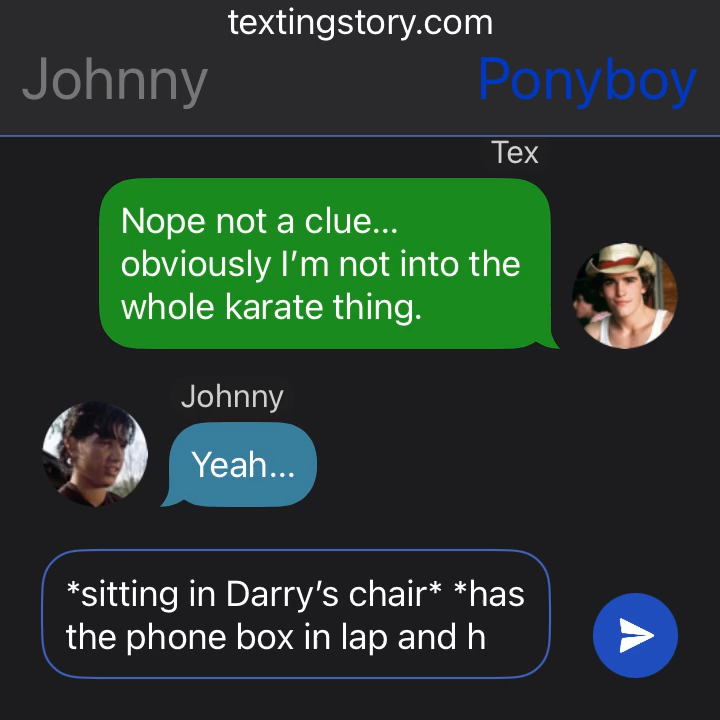 textingstory.com
Johnny Ponyboy
Tex
Nope not a clue...
obviously I’m not into the
whole karate thing.
Johnny
Yeah...
*sitting in Darry’s chair* *has
the phone box in lap and h